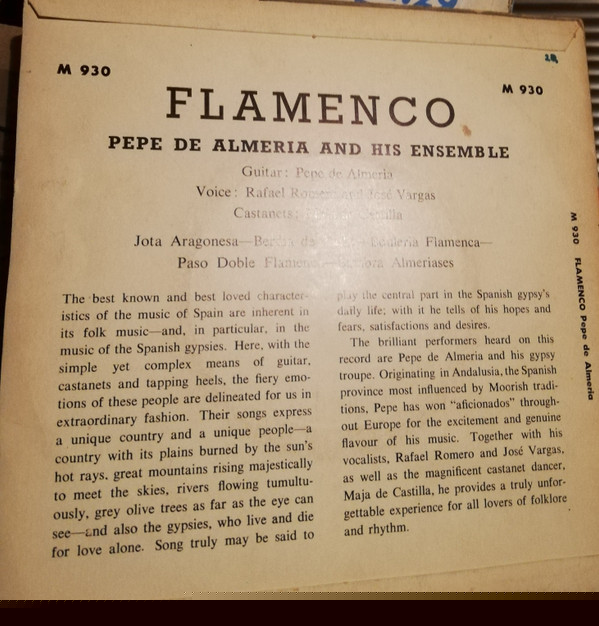 M 930
M 930
FLAMENCO
PEPE DE ALMERIA AND HIS ENSEMBLE
Guitar: Pepe de Almeria
Voice: Rafael Romero and José Vargas
Castanets: Castilla
Jota Aragonesa— Flamenca—
Paso Doble Almerias​es
The best known and best loved character-
istics of the music of Spain are inherent in
its folk music—and, in particular, in the
music of the Spanish gypsies. Here, with the
simple yet complex means of guitar,
castanets and tapping heels, the fiery emo-
tions of these people are delineated for us in
extraordinary fashion. Their songs express
a unique country and a unique people—a
country with its plains burned by the sun's
hot rays, great mountains rising majestically
to meet the skies, rivers flowing tumultu-
ously, grey olive trees as far as the eye can
see—and also the gypsies, who live and die
for love alone. Song truly may be said to
play the central part in the Spanish gypsy's
daily life; with it he tells of his hopes and
fears, satisfactions and desires.
The brilliant performers heard on this
record are Pepe de Almeria and his gypsy
troupe. Originating in Andalusia, the Spanish
province most influenced by Moorish tradi-
tions, Pepe has won "aficionados" through-
out Europe for the excitement and genuine
flavour of his music. Together with his
vocalists, Rafael Romero and José Vargas,
as well as the magnificent castanet dancer,
Maja de Castilla, he provides a truly unfor-
gettable experience for all lovers of folklore
and rhythm.
M 930 FLAMENCO Pepe de Almeria